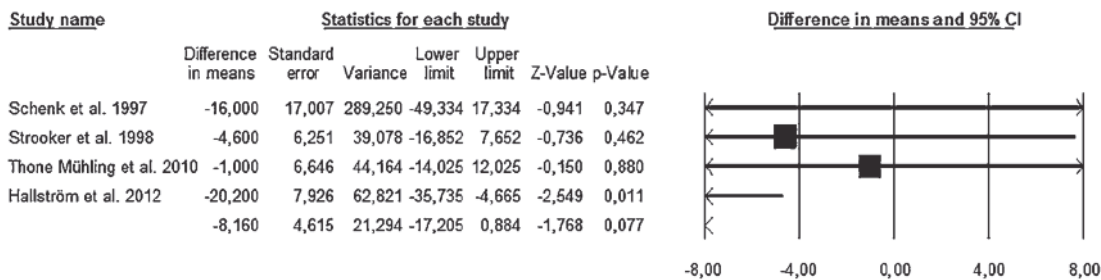 Study name Statistics for each study Difference in means and 95% CI
Difference Standard Lower Upper
in means error Variance limit limit Z-Value p-Value
Schenk et al. 1997 -16,000 17,007 289,250 -49,334 17,334 -0,941 0,347
Strooker et al. 1998 -4,600 6,251 39,078 -16,852 7,652 -0,736 0,462
Thone Mühling et al. 2010 -1,000 6,646 44,164 -14,025 12,025 -0,150 0,880
Hallström et al. 2012 -20,200 7,926 62,821 -35,735 -4,665 -2,549 0,011
-8,160 4,615 21,294 -17,205 0,884 -1,768 0,077
-8,00 -4,00 0,00 4,00 8,00